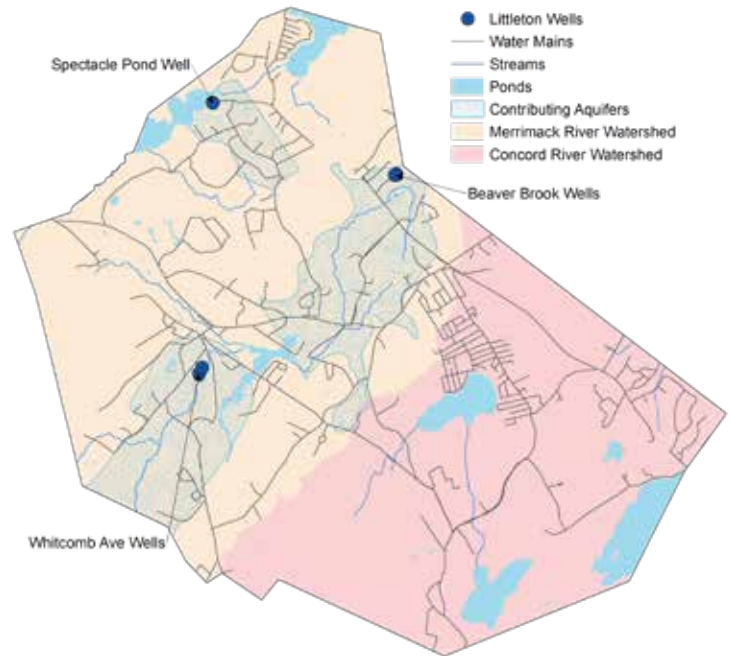 Littleton Wells
Water Mains
Streams
Ponds
Contributing Aquifers
Merrimack River Watershed
Concord River Watershed
Spectacle Pond Well
Beaver Brook Wells
Whitcomb Ave Wells